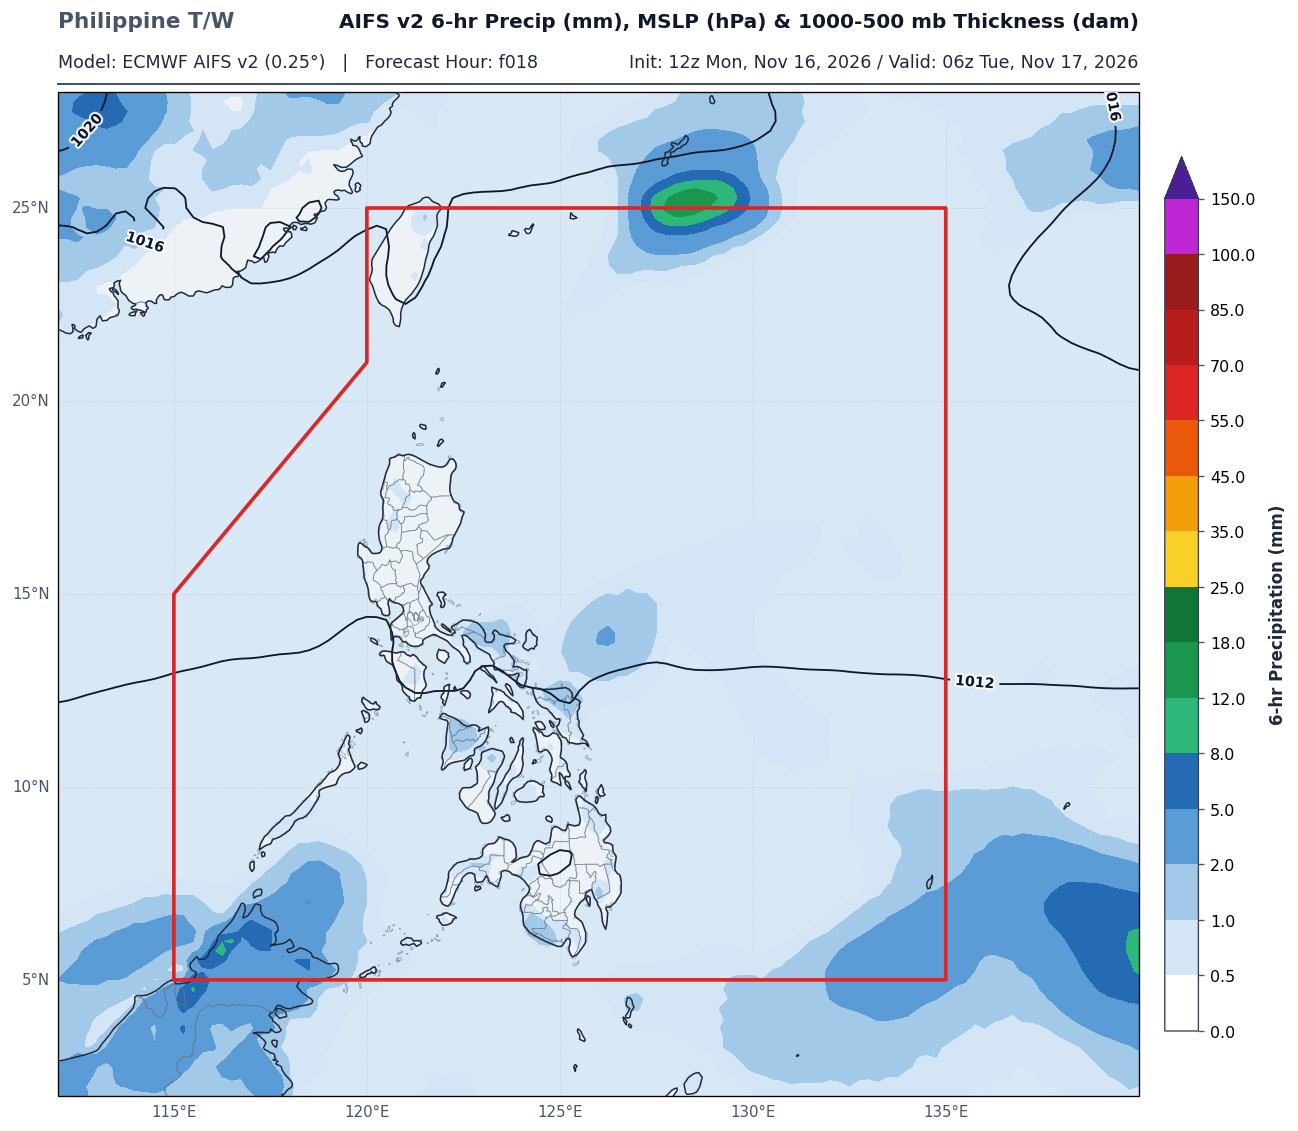 Philippine T/W
AIFS v2 6-hr Precip (mm), MSLP (hPa) & 1000-500 mb Thickness (dam)
Model: ECMWF AIFS v2 (0.25°) | Forecast Hour: f018
Init: 12z Mon, Nov 16, 2026 / Valid: 06z Tue, Nov 17, 2026
1020
016
1016
1012
25°N
20°N
15°N
10°N
5°N
115°E
120°E
125°E
130°E
135°E
150.0
100.0
85.0
70.0
55.0
45.0
35.0
25.0
18.0
12.0
8.0
5.0
2.0
1.0
0.5
0.0
6-hr Precipitation (mm)